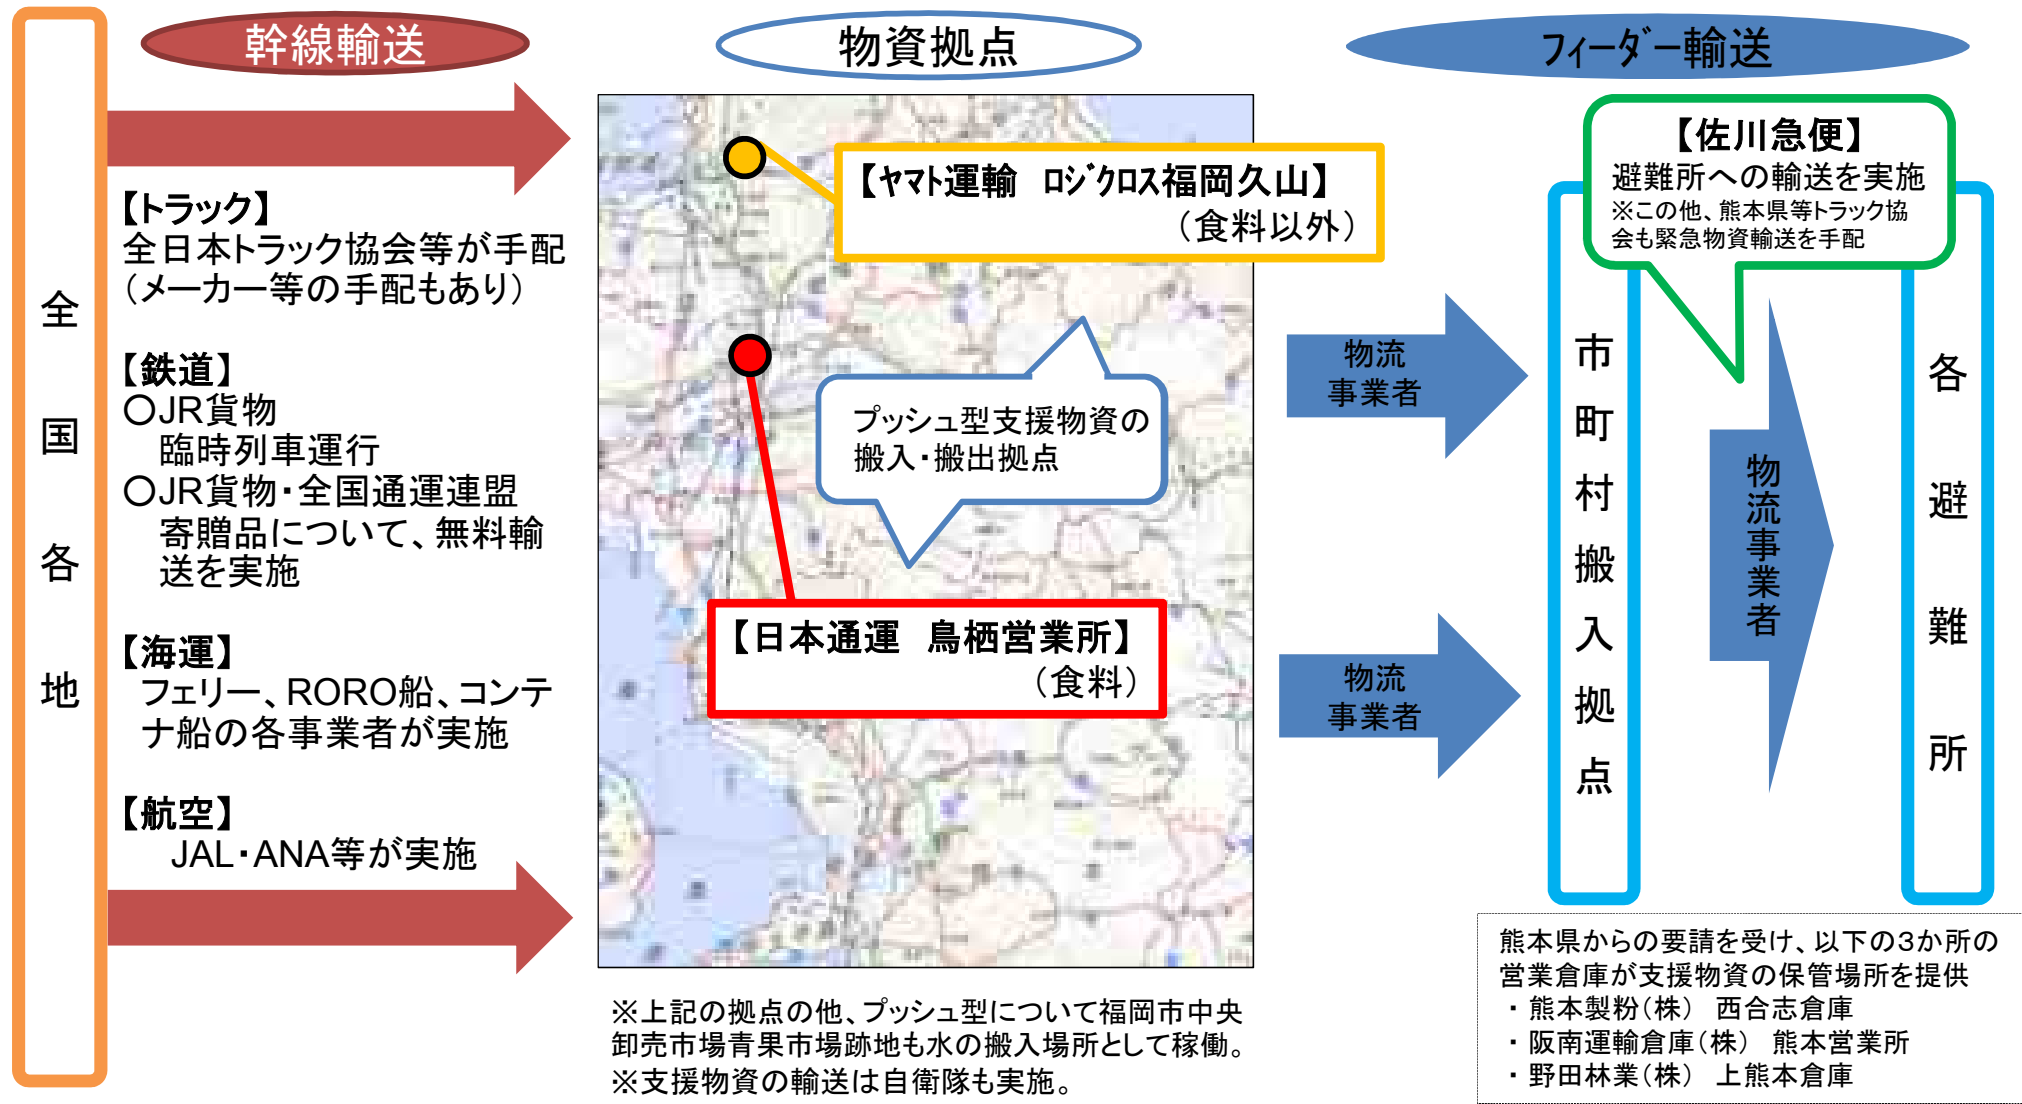 幹線輸送
物資拠点
フィーダー輸送
全国各地
【トラック】
全日本トラック協会等が手配
（メーカー等の手配もあり）
【鉄道】
○JR貨物
臨時列車運行
○JR貨物・全国通運連盟
寄贈品について、無料輸
送を実施
【海運】
フェリー、RORO船、コンテ
ナ船の各事業者が実施
【航空】
JAL・ANA等が実施
【ヤマト運輸　ロジクロス福岡久山】
（食料以外）
プッシュ型支援物資の
搬入・搬出拠点
【日本通運　鳥栖営業所】
（食料）
※上記の拠点の他、プッシュ型について福岡市中央
卸売市場青果市場跡地も水の搬入場所として稼働。
※支援物資の輸送は自衛隊も実施。
物流
事業者
物流
事業者
市町村搬入拠点
【佐川急便】
避難所への輸送を実施
※この他、熊本県等トラック協
会も緊急物資輸送を手配
物流事業者
各避難所
熊本県からの要請を受け、以下の３か所の
営業倉庫が支援物資の保管場所を提供
・熊本製粉（株）　西合志倉庫
・阪南運輸倉庫（株）　熊本営業所
・野田林業（株）　上熊本倉庫